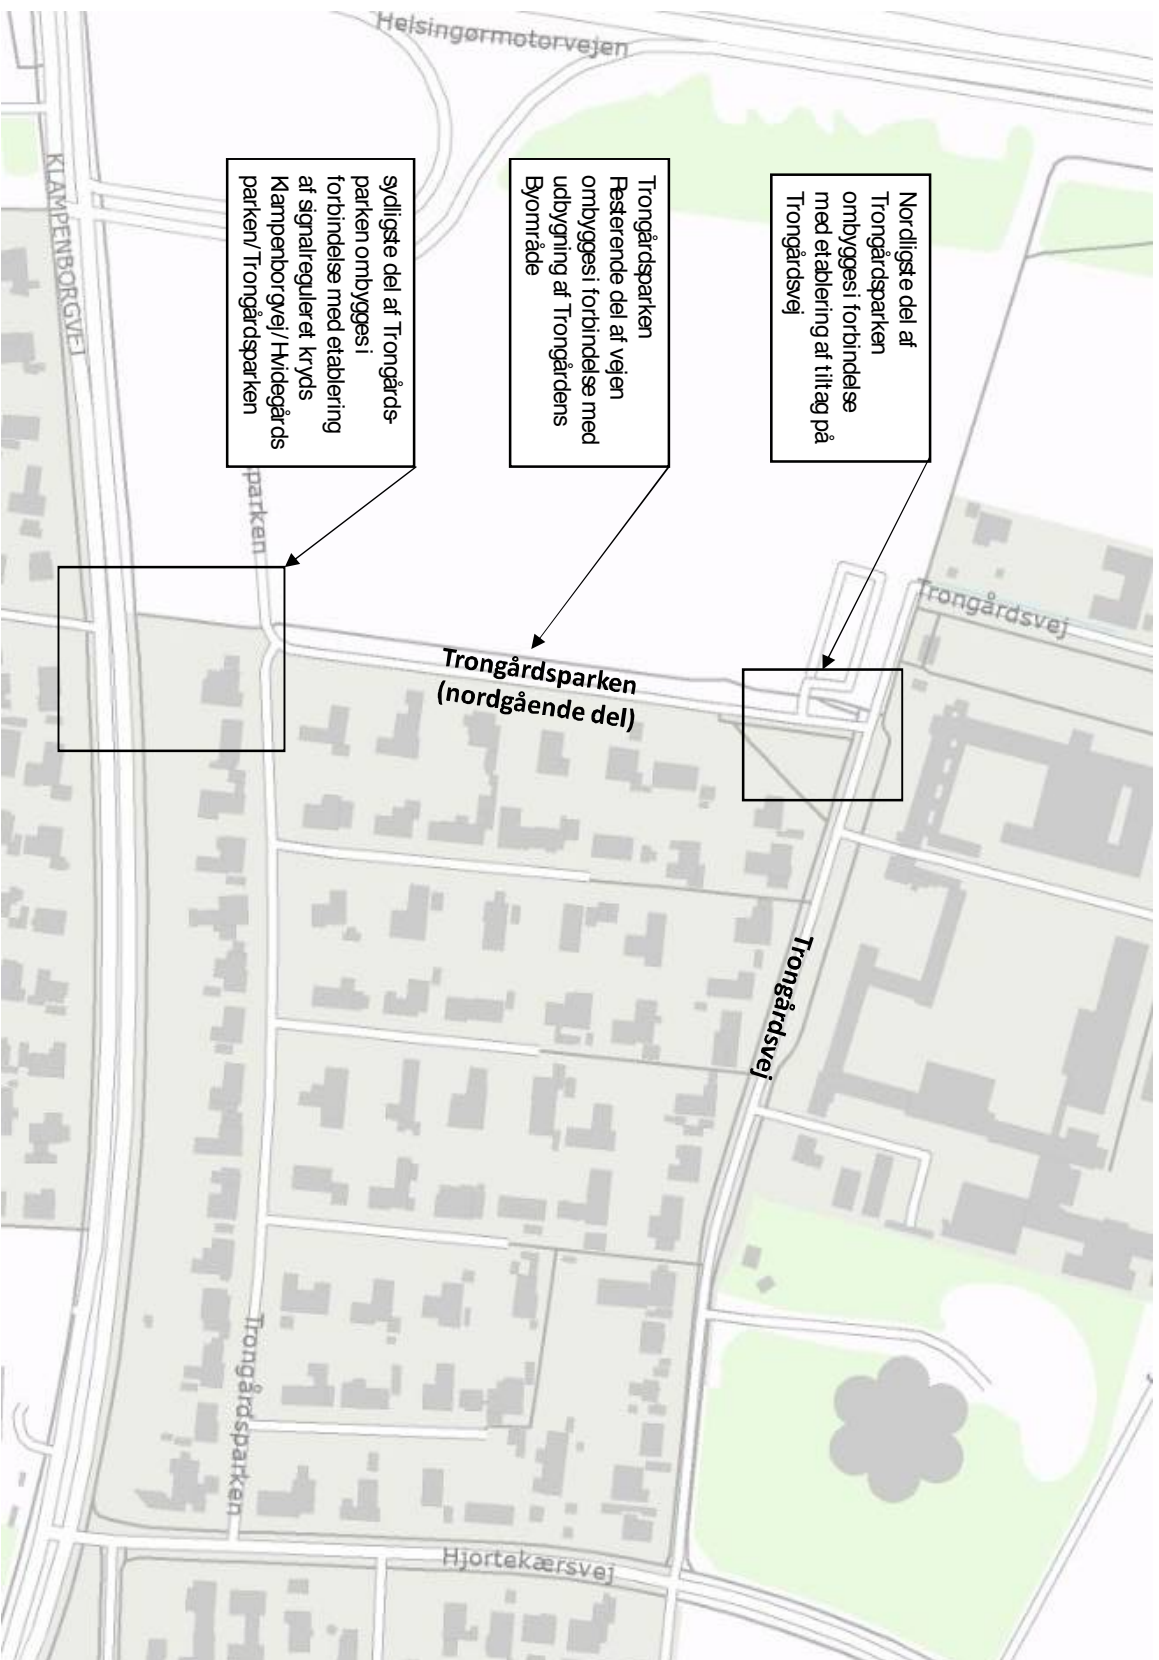 Helsingørmotorvejen
KLAMPENBORGVEJ
sydligste del af Trongårds-
parken ombygges i
forbindelse med etablering
af signalreguleret kryds
Klampenborgvej/Hvidegårds
parken/Trongårdsparken
Trongårdsparken
Resterende del af vejen
ombygges i forbindelse med
udbygning af Trongårdens
Byområde
Nordligste del af
Trongårdsparken
ombygges i forbindelse
med etablering af tiltag på
Trongårdsvej
parken
Trongårdsvej
Trongårdsparken
(nordgående del)
Trongårdsvej
Trongårdsparken
Hjortekærsvej